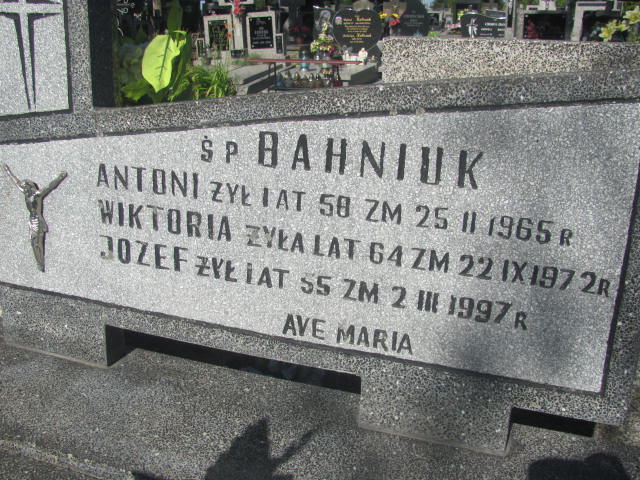 ŚP BAHNIUK
ANTONI ŻYŁ LAT 58 ZM 25 II 1965 R
WIKTORIA ŻYŁA LAT 64 ZM 22 IX 1972 R
JOZEF ŻYŁ LAT 55 ZM 2 III 1997 R
AVE MARIA